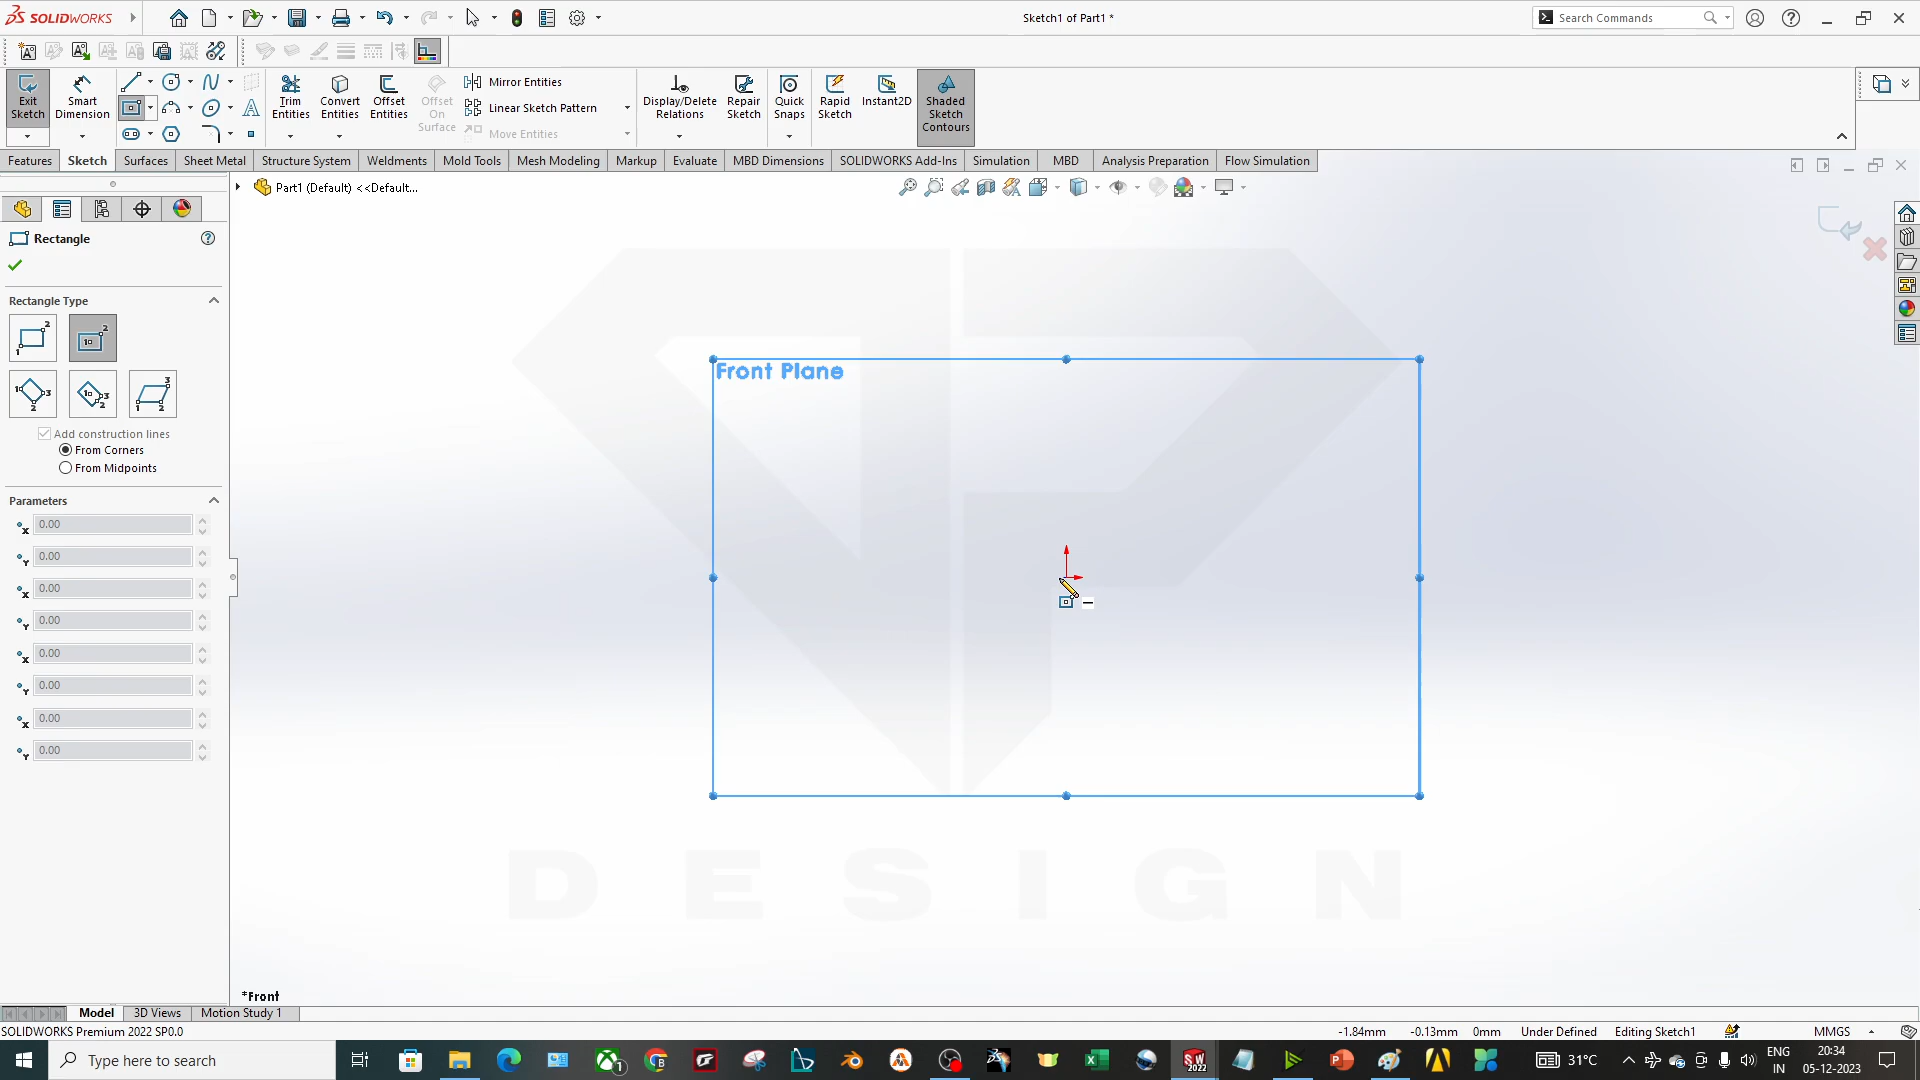 SOLIDWORKS
Sketch1 of Part1 *
Search Commands
Exit Sketch
Smart Dimension
Trim Entities
Convert Entities
Offset Entities
Offset On Surface
Mirror Entities
Linear Sketch Pattern
Move Entities
Display/Delete Relations
Repair Sketch
Quick Snaps
Rapid Sketch
Instant2D
Shaded Sketch Contours
Features
Sketch
Surfaces
Sheet Metal
Structure System
Weldments
Mold Tools
Mesh Modeling
Markup
Evaluate
MBD Dimensions
SOLIDWORKS Add-Ins
Simulation
MBD
Analysis Preparation
Flow Simulation
Part1 (Default) <<Default...
Rectangle
Rectangle Type
Add construction lines
From Corners
From Midpoints
Parameters
0.00
0.00
0.00
0.00
0.00
0.00
0.00
0.00
Front Plane
DESIGN
*Front
Model
3D Views
Motion Study 1
SOLIDWORKS Premium 2022 SP0.0
-1.84mm
-0.13mm
0mm
Under Defined
Editing Sketch1
MMGS
Type here to search
31°C
ENG
IN
20:34
05-12-2023